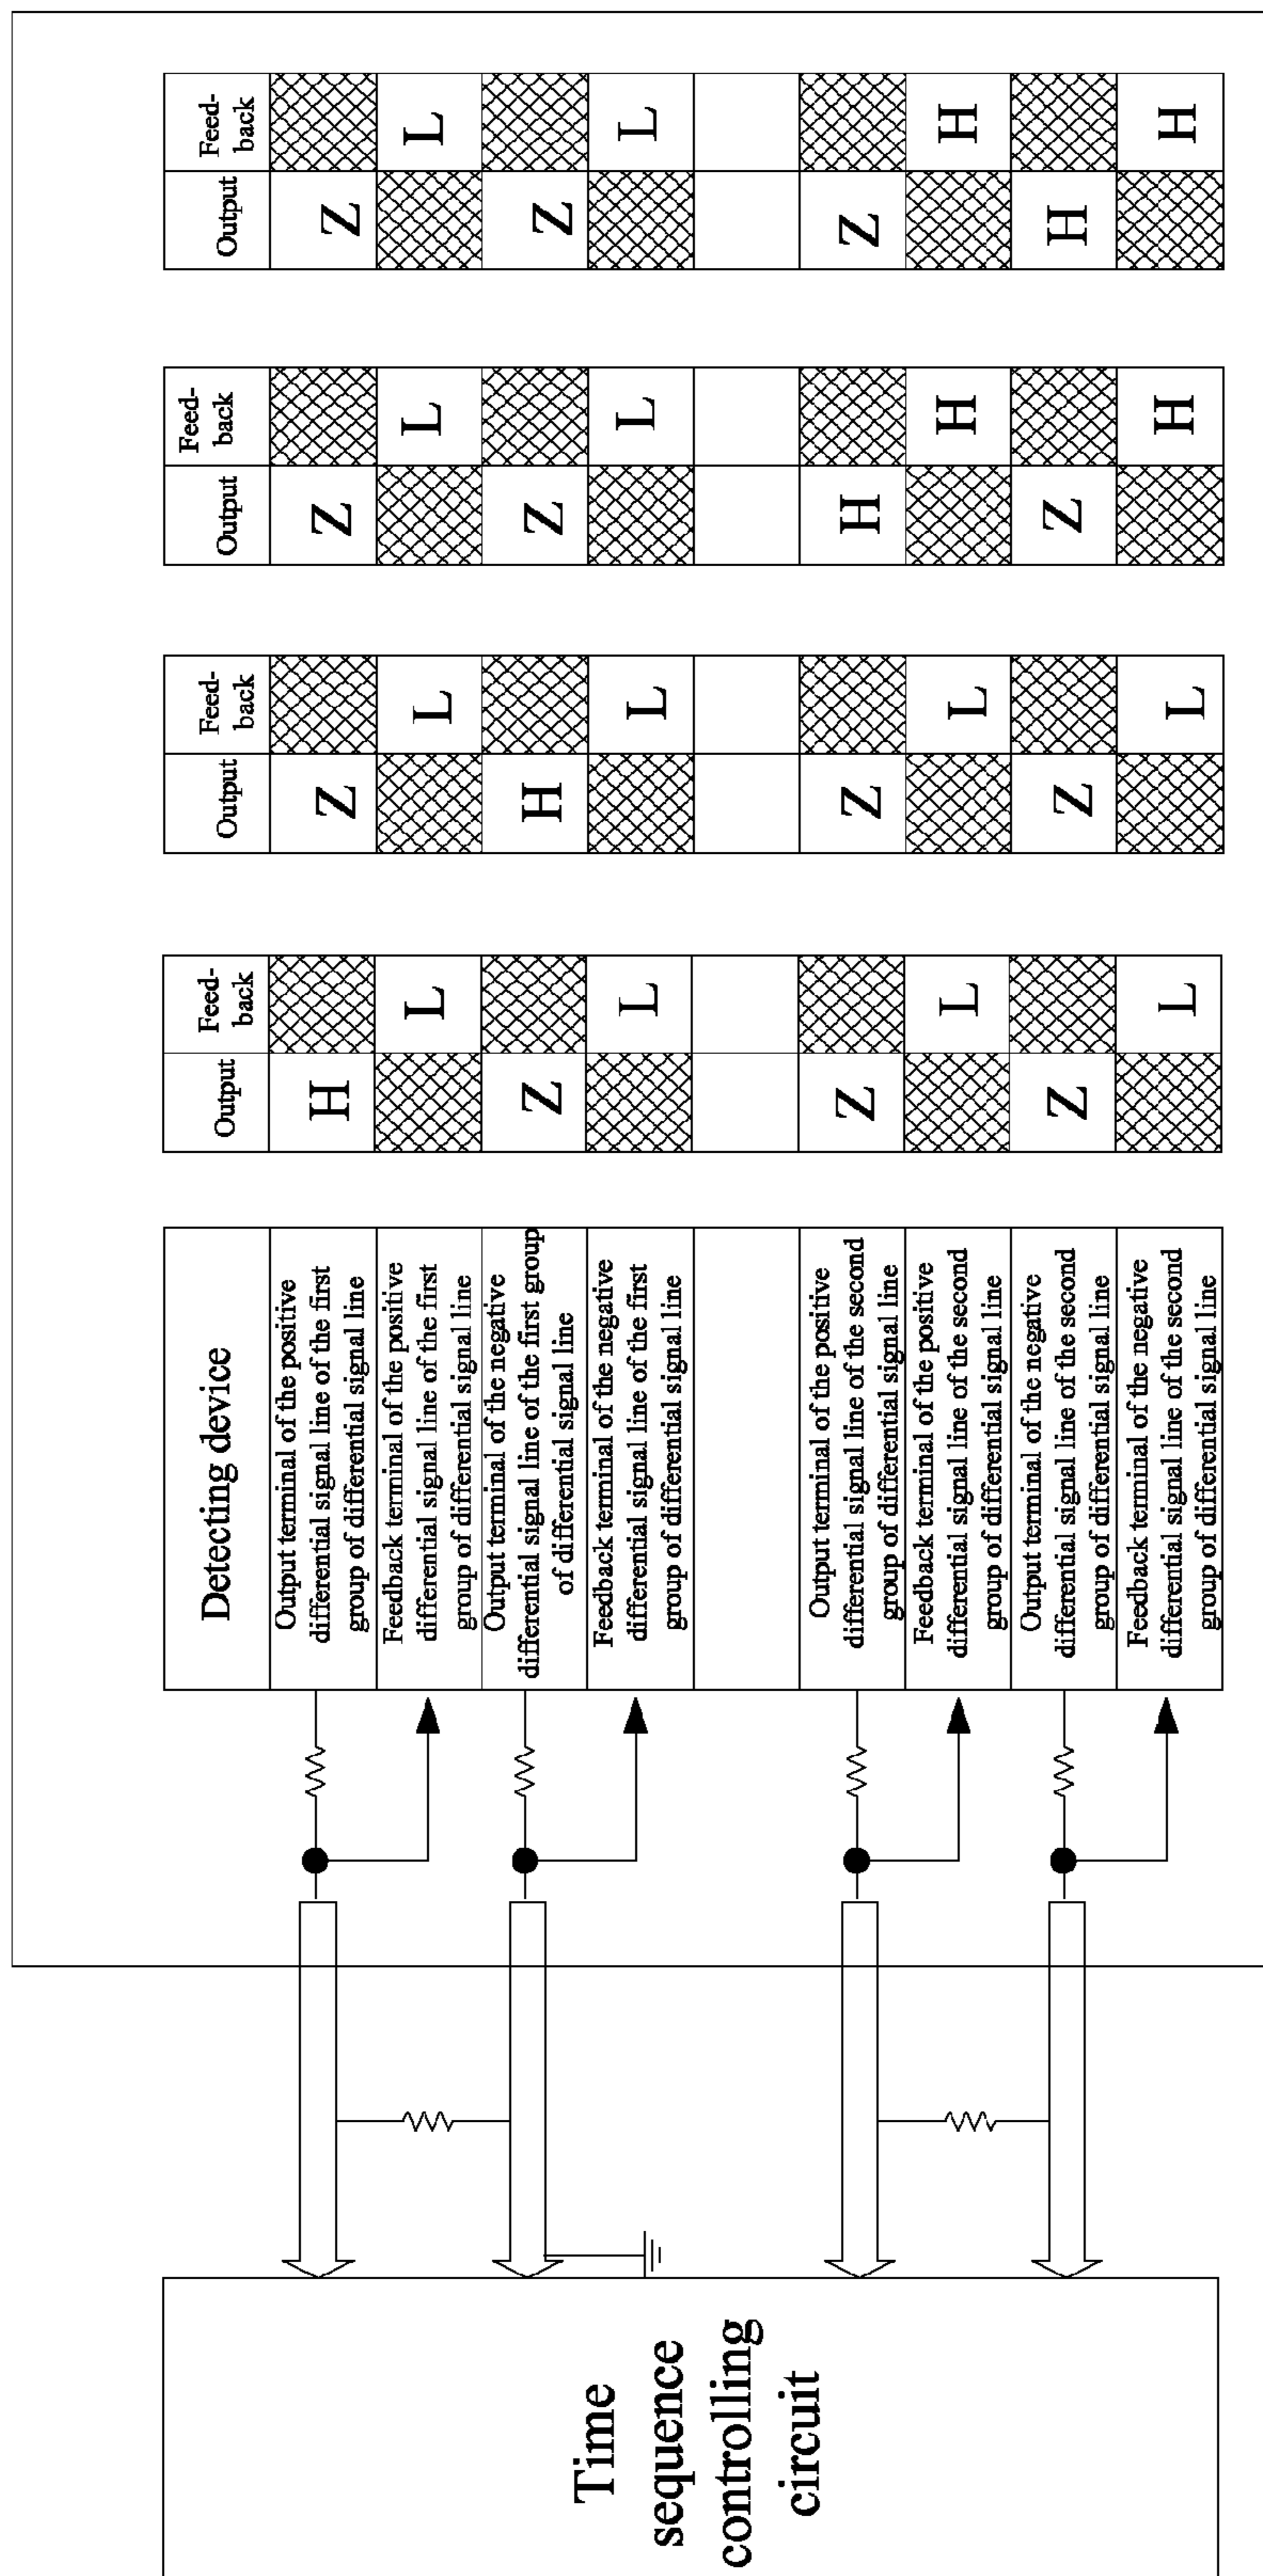 Time
sequence
controlling
circuit
Detecting device
Output terminal of the positive
differential signal line of the first
group of differential signal line
Feedback terminal of the positive
differential signal line of the first
group of differential signal line
Output terminal of the negative
differential signal line of the first group
of differential signal line
Feedback terminal of the negative
differential signal line of the first
group of differential signal line
Output terminal of the positive
differential signal line of the second
group of differential signal line
Feedback terminal of the positive
differential signal line of the second
group of differential signal line
Output terminal of the negative
differential signal line of the second
group of differential signal line
Feedback terminal of the negative
differential signal line of the second
group of differential signal line
Output
Feed-
back
H
L
Z
L
Z
L
Z
L
Output
Feed-
back
Z
L
H
L
Z
L
Z
L
Output
Feed-
back
Z
L
Z
L
H
H
Z
H
Output
Feed-
back
Z
L
Z
L
Z
H
H
H